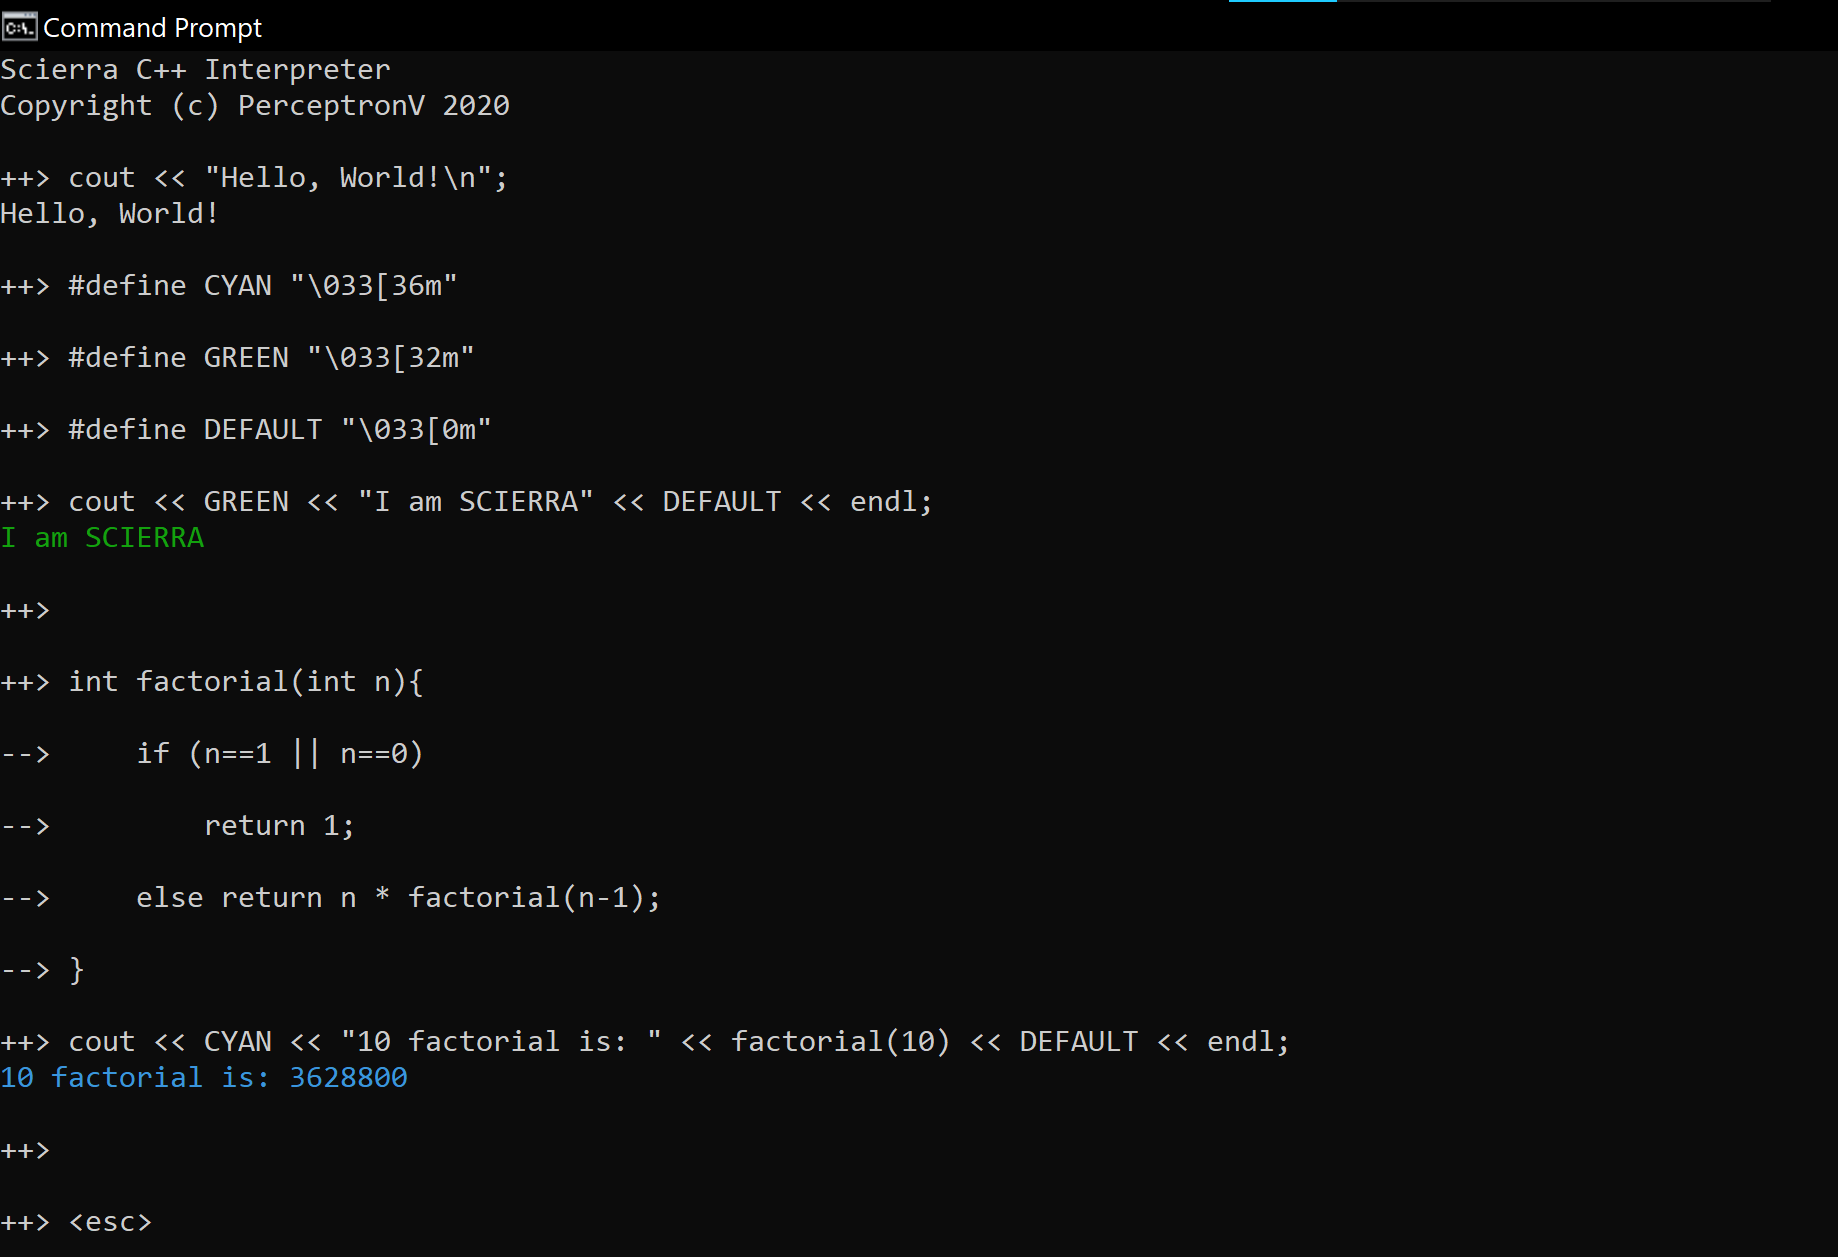 Command Prompt
Scierra C++ Interpreter
Copyright (c) PerceptronV 2020
++> cout << "Hello, World!\n";
Hello, World!
++> #define CYAN "\033[36m"
++> #define GREEN "\033[32m"
++> #define DEFAULT "\033[0m"
++> cout << GREEN << "I am SCIERRA" << DEFAULT << endl;
I am SCIERRA
++>
++> int factorial(int n){
-->     if (n==1 || n==0)
-->         return 1;
-->     else return n * factorial(n-1);
--> }
++> cout << CYAN << "10 factorial is: " << factorial(10) << DEFAULT << endl;
10 factorial is: 3628800
++>
++> <esc>